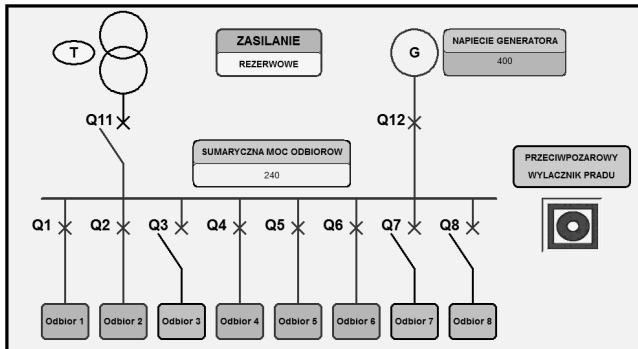 T
ZASILANIE
REZERWOWE
G
NAPIECIE GENERATORA
400
Q11
Q12
SUMARYCZNA MOC ODBIOROW
240
PRZECIWPOZAROWY
WYLACZNIK PRADU
Q1 Q2 Q3 Q4 Q5 Q6 Q7 Q8
Odbior 1 Odbior 2 Odbior 3 Odbior 4 Odbior 5 Odbior 6 Odbior 7 Odbior 8